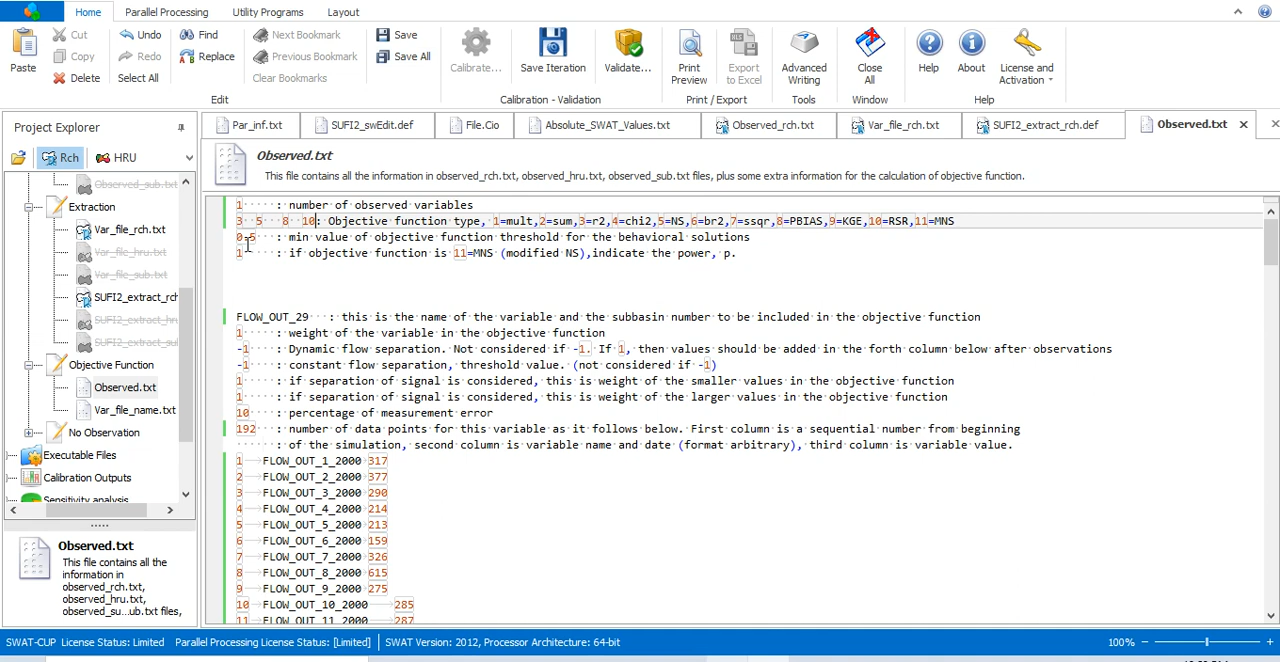 Home Parallel Processing Utility Programs Layout
Paste
Cut
Copy
Delete
Undo
Redo
Select All
Edit
Find
Replace
Next Bookmark
Previous Bookmark
Clear Bookmarks
Save
Save All
Calibrate...
Save Iteration
Validate...
Calibration - Validation
Print Preview
Export to Excel
Print / Export
Advanced Writing
Tools
Close All
Window
Help
About
License and Activation
Help
Project Explorer
Rch HRU
Observed_sub.txt
Extraction
Var_file_rch.txt
Var_file_hru.txt
Var_file_sub.txt
SUFI2_extract_rch
SUFI2_extract_hru
SUFI2_extract_sul
Objective Function
Observed.txt
Var_file_name.txt
No Observation
Executable Files
Calibration Outputs
Sensitivity analysis
Observed.txt
This file contains all the
information in
observed_rch.txt,
observed_hru.txt,
observed_su...ub.txt files,
Par_inf.txt SUFI2_swEdit.def File.Cio Absolute_SWAT_Values.txt Observed_rch.txt Var_file_rch.txt SUFI2_extract_rch.def Observed.txt
Observed.txt
This file contains all the information in observed_rch.txt, observed_hru.txt, observed_sub.txt files, plus some extra information for the calculation of objective function.
1 : number of observed variables
3 5 8 10: Objective function type, 1=mult,2=sum,3=r2,4=chi2,5=NS,6=br2,7=ssqr,8=PBIAS,9=KGE,10=RSR,11=MNS
: min value of objective function threshold for the behavioral solutions
1 : if objective function is 11=MNS (modified NS),indicate the power, p.
FLOW_OUT_29 : this is the name of the variable and the subbasin number to be included in the objective function
1 : weight of the variable in the objective function
-1 : Dynamic flow separation. Not considered if -1. If 1, then values should be added in the forth column below after observations
-1 : constant flow separation, threshold value. (not considered if -1)
1 : if separation of signal is considered, this is weight of the smaller values in the objective function
1 : if separation of signal is considered, this is weight of the larger values in the objective function
10 : percentage of measurement error
192 : number of data points for this variable as it follows below. First column is a sequential number from beginning
: of the simulation, second column is variable name and date (format arbitrary), third column is variable value.
1 FLOW_OUT_1_2000 317
2 FLOW_OUT_2_2000 377
3 FLOW_OUT_3_2000 290
4 FLOW_OUT_4_2000 214
5 FLOW_OUT_5_2000 213
6 FLOW_OUT_6_2000 159
7 FLOW_OUT_7_2000 326
8 FLOW_OUT_8_2000 615
9 FLOW_OUT_9_2000 275
10 FLOW_OUT_10_2000 285
11 FLOW_OUT_11_2000 287
SWAT-CUP License Status: Limited Parallel Processing License Status: [Limited] SWAT Version: 2012, Processor Architecture: 64-bit 100%